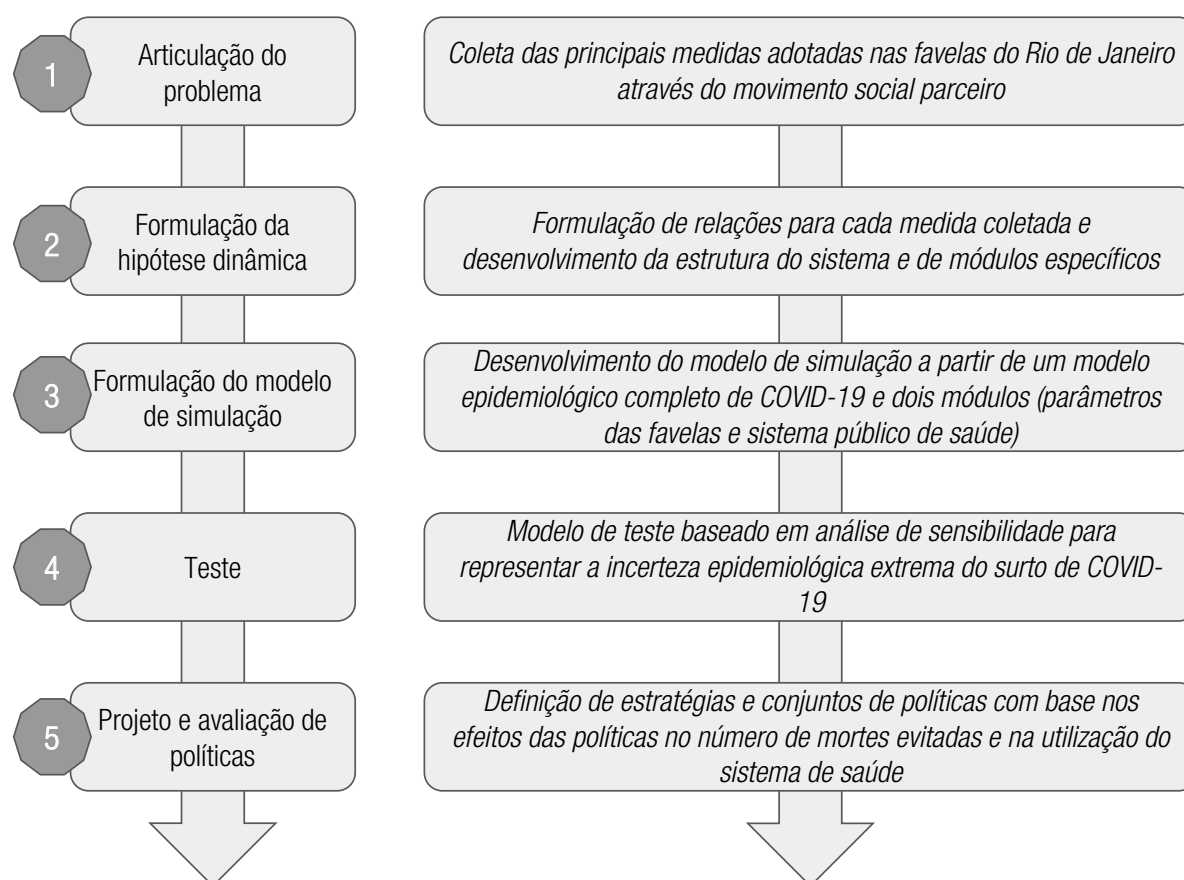 1
Articulação do
problema
Coleta das principais medidas adotadas nas favelas do Rio de Janeiro
através do movimento social parceiro
2
Formulação da
hipótese dinâmica
Formulação de relações para cada medida coletada e
desenvolvimento da estrutura do sistema e de módulos específicos
3
Formulação do modelo
de simulação
Desenvolvimento do modelo de simulação a partir de um modelo
epidemiológico completo de COVID-19 e dois módulos (parâmetros
das favelas e sistema público de saúde)
4
Teste
Modelo de teste baseado em análise de sensibilidade para
representar a incerteza epidemiológica extrema do surto de COVID-
19
5
Projeto e avaliação de
políticas
Definição de estratégias e conjuntos de políticas com base nos
efeitos das políticas no número de mortes evitadas e na utilização do
sistema de saúde